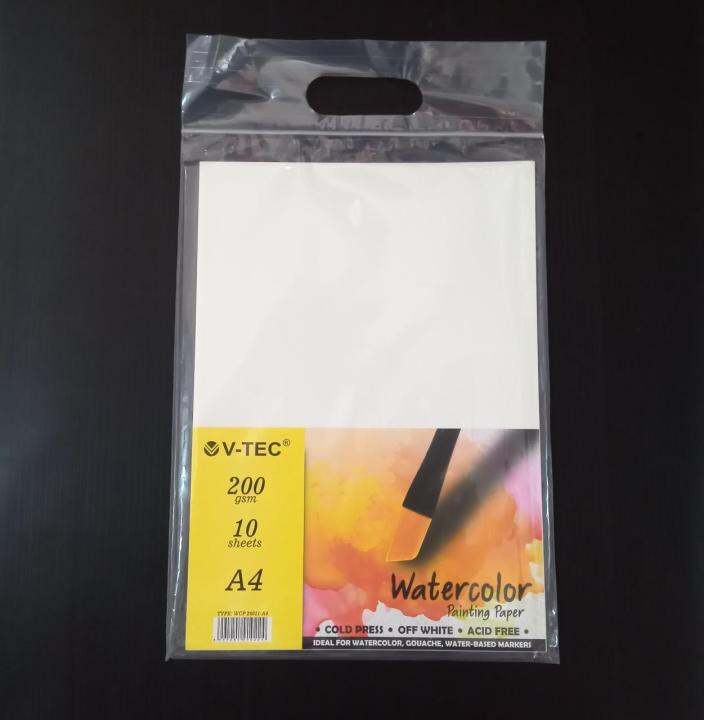 V-TEC®
200
gsm
10
sheets
A4
Watercolor
Painting Paper
• COLD PRESS • OFF WHITE • ACID FREE •
IDEAL FOR WATERCOLOR, GOUACHE, WATER-BASED MARKERS